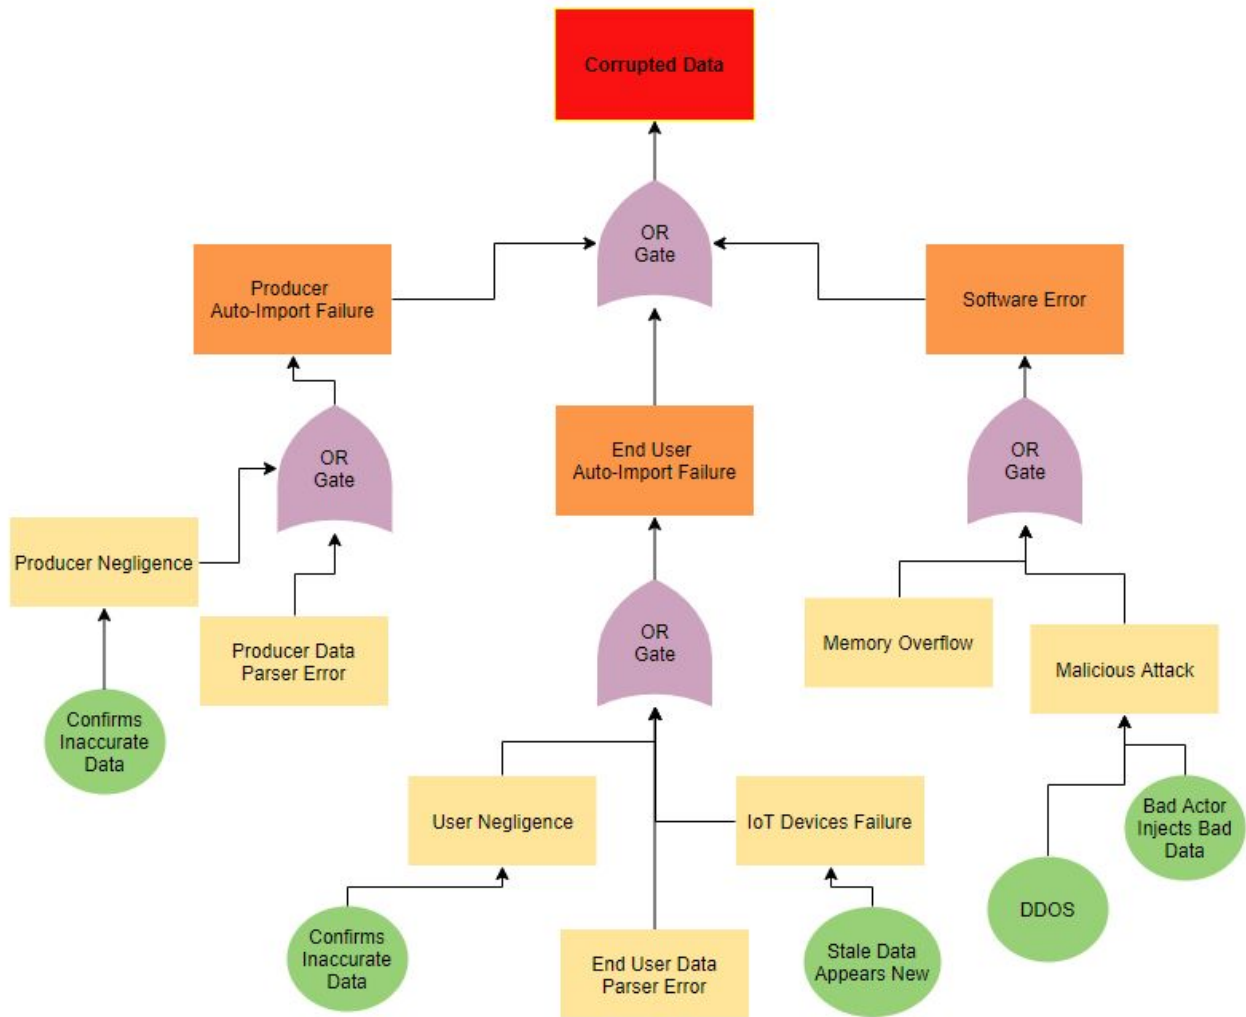 Corrupted Data
OR
Gate
Producer
Auto-Import Failure
Software Error
OR
Gate
End User
Auto-Import Failure
OR
Gate
Producer Negligence
Producer Data
Parser Error
OR
Gate
Memory Overflow
Malicious Attack
Confirms
Inaccurate
Data
User Negligence
IoT Devices Failure
Bad Actor
Injects Bad
Data
DDOS
Confirms
Inaccurate
Data
End User Data
Parser Error
Stale Data
Appears New